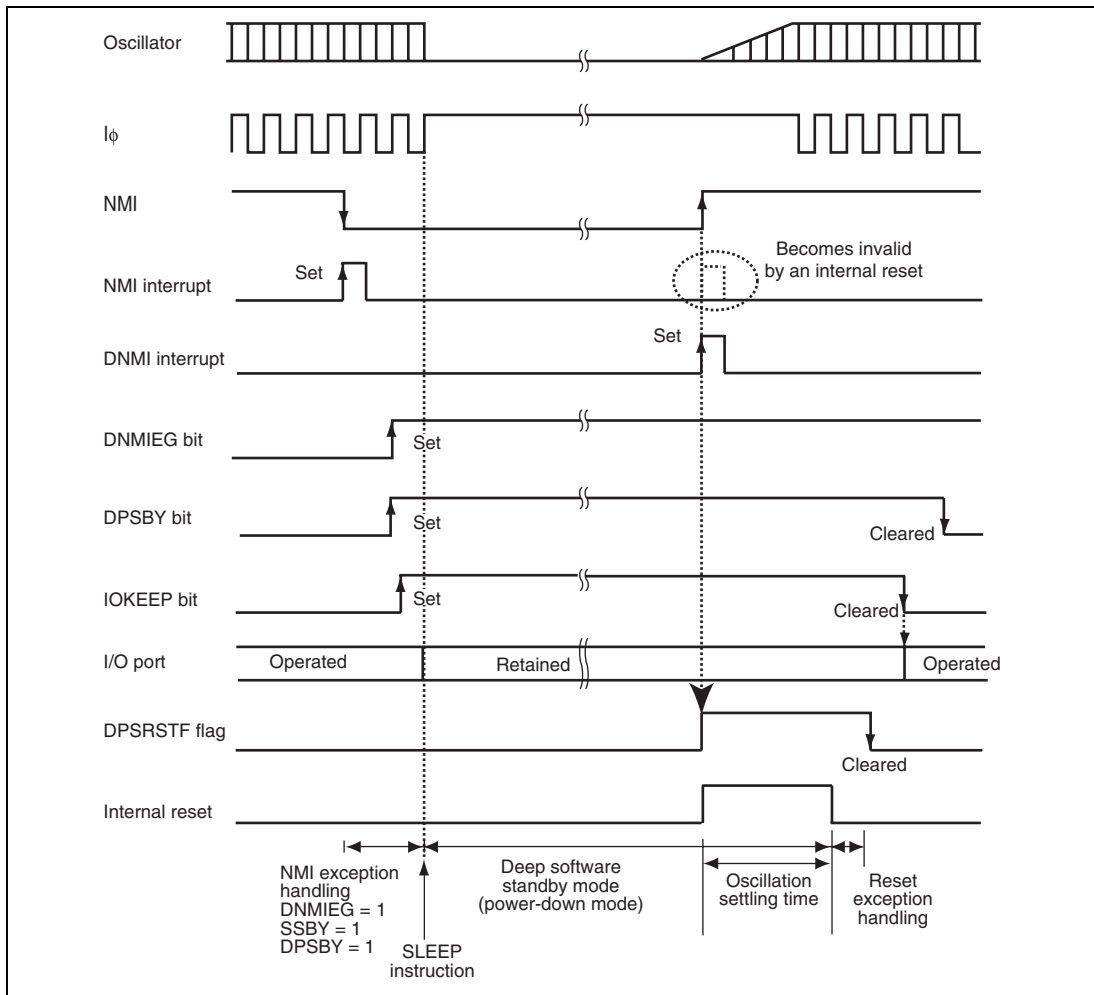 Oscillator
Iϕ
NMI
Becomes invalid
by an internal reset
NMI interrupt
Set
DNMI interrupt
Set
DNMIEG bit
Set
DPSBY bit
Set
Cleared
IOKEEP bit
Set
Cleared
I/O port
Operated
Retained
Operated
DPSRSTF flag
Cleared
Internal reset
NMI exception
handling
DNMIEG = 1
SSBY = 1
DPSBY = 1
SLEEP
instruction
Deep software
standby mode
(power-down mode)
Oscillation
settling time
Reset
exception
handling